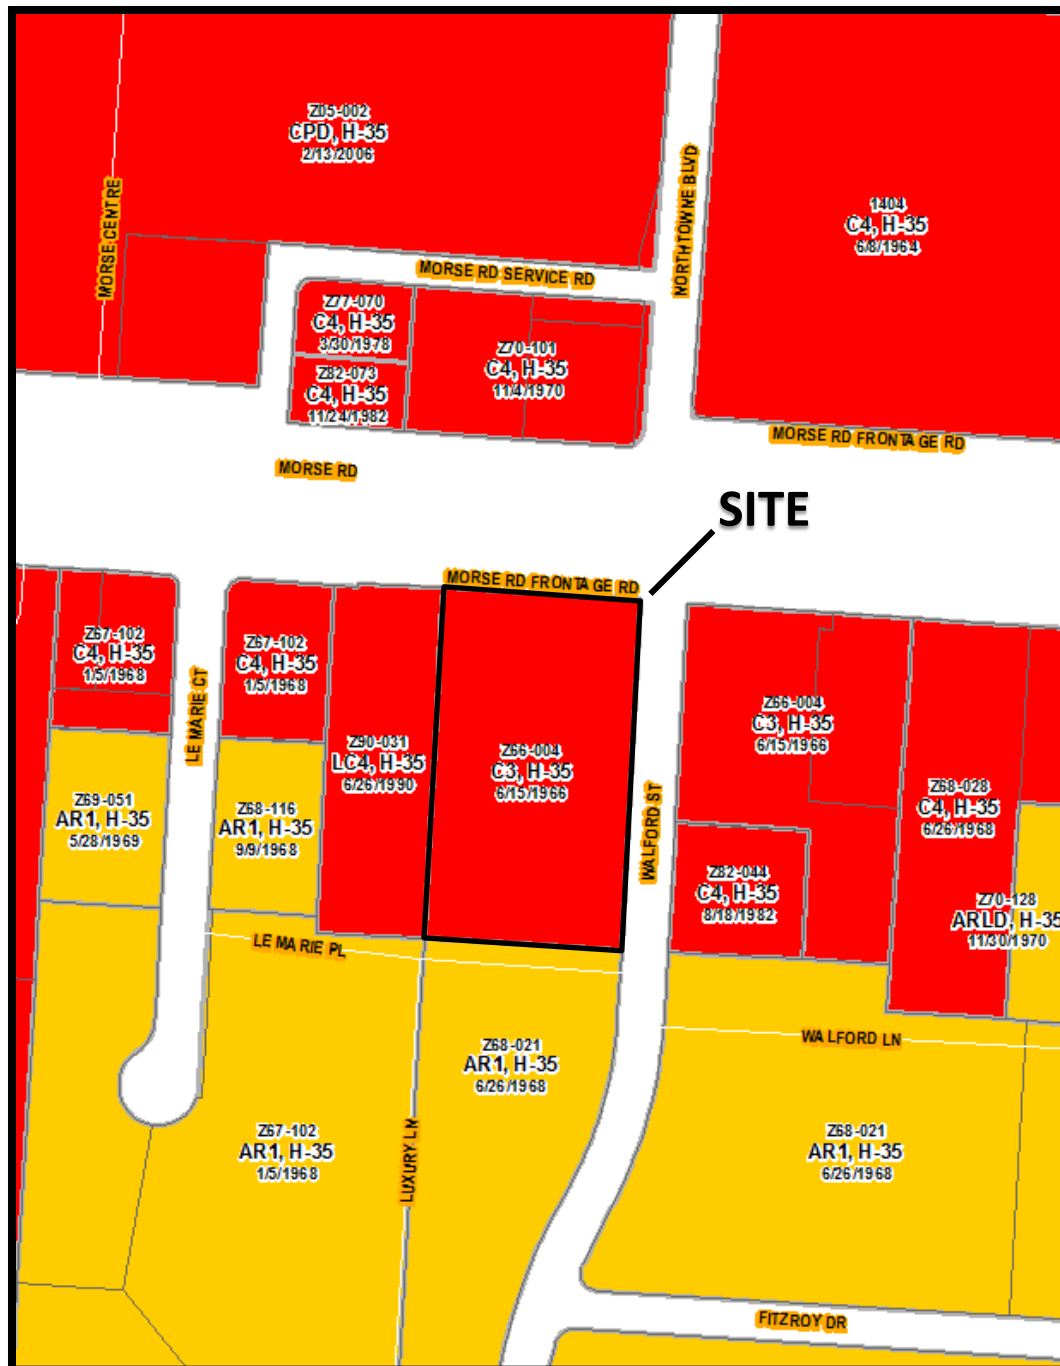 Z05-002
CPD, H-35
2/13/2006
MORSE CENTRE
NORTHTOWNE BLVD
1404
C4, H-35
6/8/1964
MORSE RD SERVICE RD
Z77-070
C4, H-35
3/30/1978
Z82-073
C4, H-35
11/24/1982
Z70-101
C4, H-35
11/4/1970
MORSE RD FRONTAGE RD
MORSE RD
SITE
MORSE RD FRONTAGE RD
Z67-102
C4, H-35
1/5/1968
LE MARIE CT
Z67-102
C4, H-35
1/5/1968
Z90-031
LC4, H-35
6/26/1990
Z66-004
C3, H-35
6/15/1966
WALFORD ST
Z66-004
C3, H-35
6/15/1966
Z68-028
C4, H-35
6/26/1968
Z69-051
AR1, H-35
5/28/1969
Z68-116
AR1, H-35
9/9/1968
Z82-044
C4, H-35
8/18/1982
Z70-128
ARLD, H-35
11/30/1970
LE MARIE PL
WALFORD LN
Z68-021
AR1, H-35
6/26/1968
Z67-102
AR1, H-35
1/5/1968
LUXURY LN
Z68-021
AR1, H-35
6/26/1968
FITZROY DR